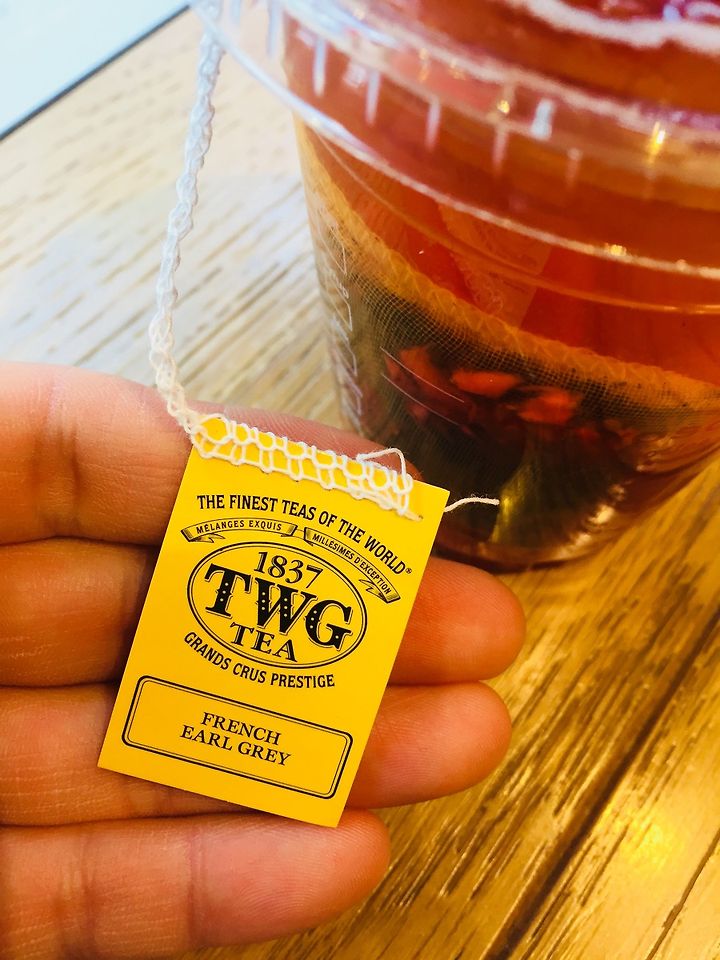 THE FINEST TEAS OF THE WORLD®
MÉLANGES EXQUIS MILLÉSIMES D'EXCEPTION
1837
TWG
TEA
GRANDS CRUS PRESTIGE
FRENCH
EARL GREY